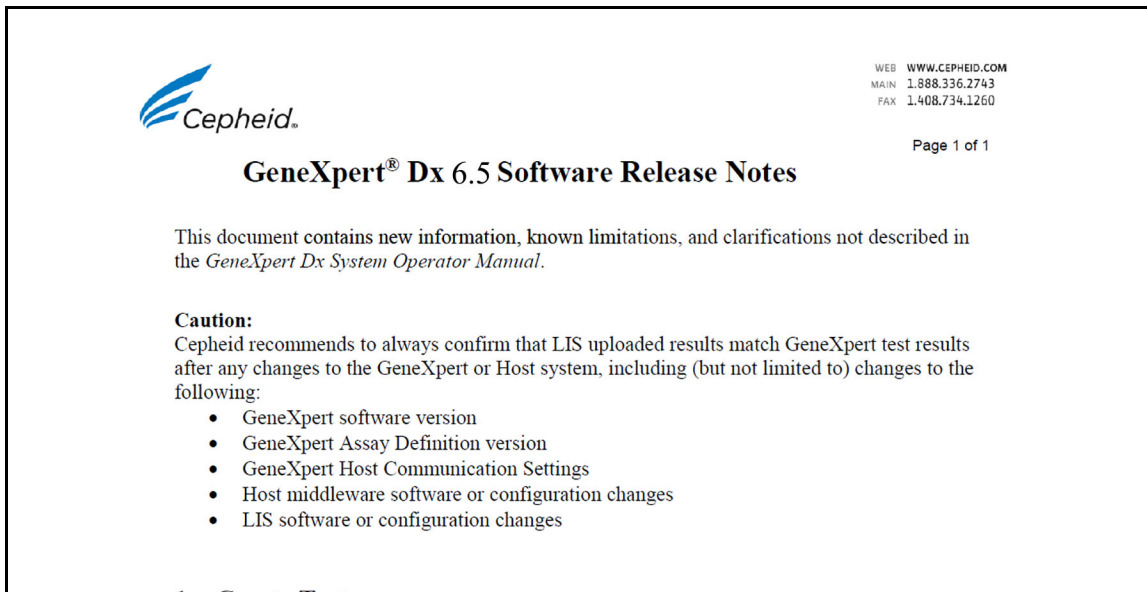 WEB WWW.CEPHEID.COM
MAIN 1.888.336.2743
FAX 1.408.734.1260
Cepheid®
Page 1 of 1
GeneXpert® Dx 6.5 Software Release Notes
This document contains new information, known limitations, and clarifications not described in
the GeneXpert Dx System Operator Manual.
Caution:
Cepheid recommends to always confirm that LIS uploaded results match GeneXpert test results
after any changes to the GeneXpert or Host system, including (but not limited to) changes to the
following:
• GeneXpert software version
• GeneXpert Assay Definition version
• GeneXpert Host Communication Settings
• Host middleware software or configuration changes
• LIS software or configuration changes